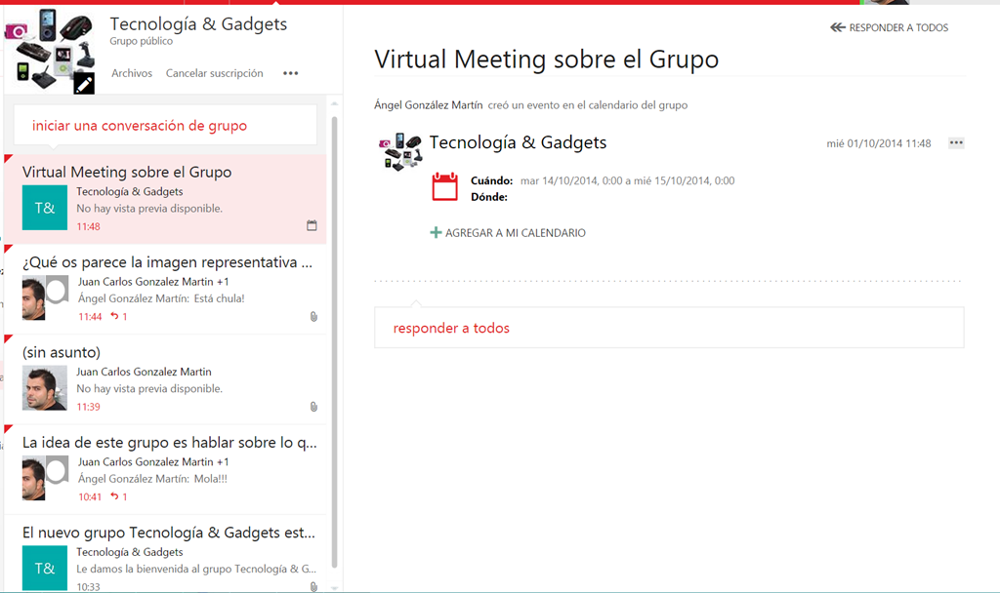 Tecnología & Gadgets
Grupo público
Archivos Cancelar suscripción •••
iniciar una conversación de grupo
Virtual Meeting sobre el Grupo
T&
Tecnología & Gadgets
No hay vista previa disponible.
11:48
¿Qué os parece la imagen representativa ...
Juan Carlos Gonzalez Martin +1
Ángel González Martín: Está chula!
11:44 1
(sin asunto)
Juan Carlos Gonzalez Martin
No hay vista previa disponible.
11:39
La idea de este grupo es hablar sobre lo q...
Juan Carlos Gonzalez Martin +1
Ángel González Martín: Mola!!!
10:41 1
El nuevo grupo Tecnología & Gadgets est...
T&
Tecnología & Gadgets
Le damos la bienvenida al grupo Tecnología & G...
10:33
RESPONDER A TODOS
Virtual Meeting sobre el Grupo
Ángel González Martín creó un evento en el calendario del grupo
Tecnología & Gadgets
mié 01/10/2014 11:48 •••
Cuándo: mar 14/10/2014, 0:00 a mié 15/10/2014, 0:00
Dónde:
AGREGAR A MI CALENDARIO
responder a todos